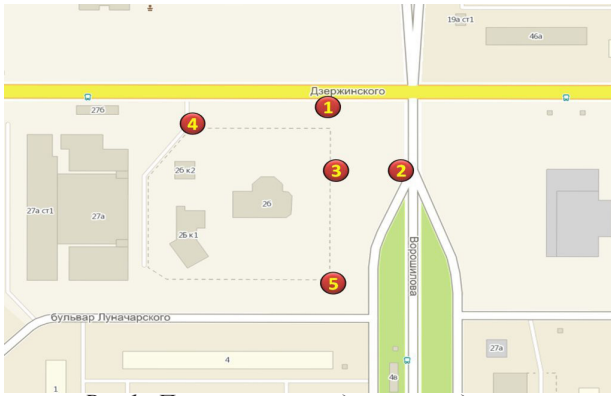 19а ст1
46а
Дзержинского
27б
1
4
26 к2
3
2
27а ст1
27а
26
2Б к1
Ворошилова
5
бульвар Луначарского
27а
4
4в
1